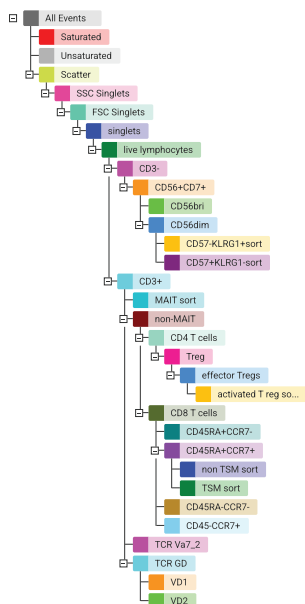 All Events
Saturated
Unsaturated
Scatter
SSC Singlets
FSC Singlets
singlets
live lymphocytes
CD3-
CD56+CD7+
CD56bri
CD56dim
CD57-KLRG1+sort
CD57+KLRG1-sort
CD3+
MAIT sort
non-MAIT
CD4 T cells
Treg
effector Tregs
activated T reg so...
CD8 T cells
CD45RA+CCR7-
CD45RA+CCR7+
non TSM sort
TSM sort
CD45RA-CCR7-
CD45-CCR7+
TCR Va7_2
TCR GD
VD1
VD2